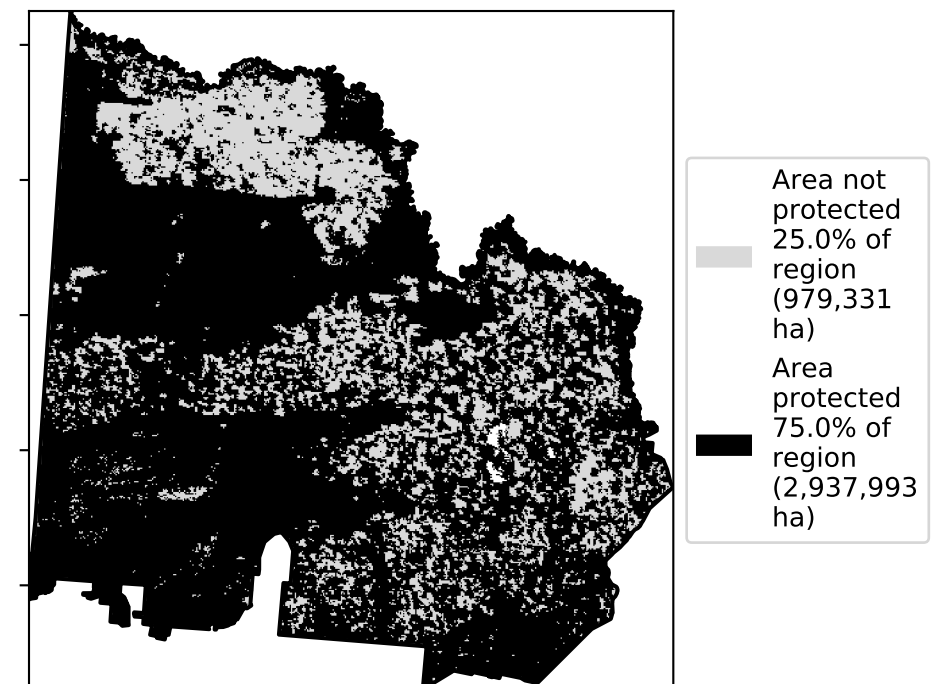 Area not
protected
25.0% of
region
(979,331
ha)
Area
protected
75.0% of
region
(2,937,993
ha)